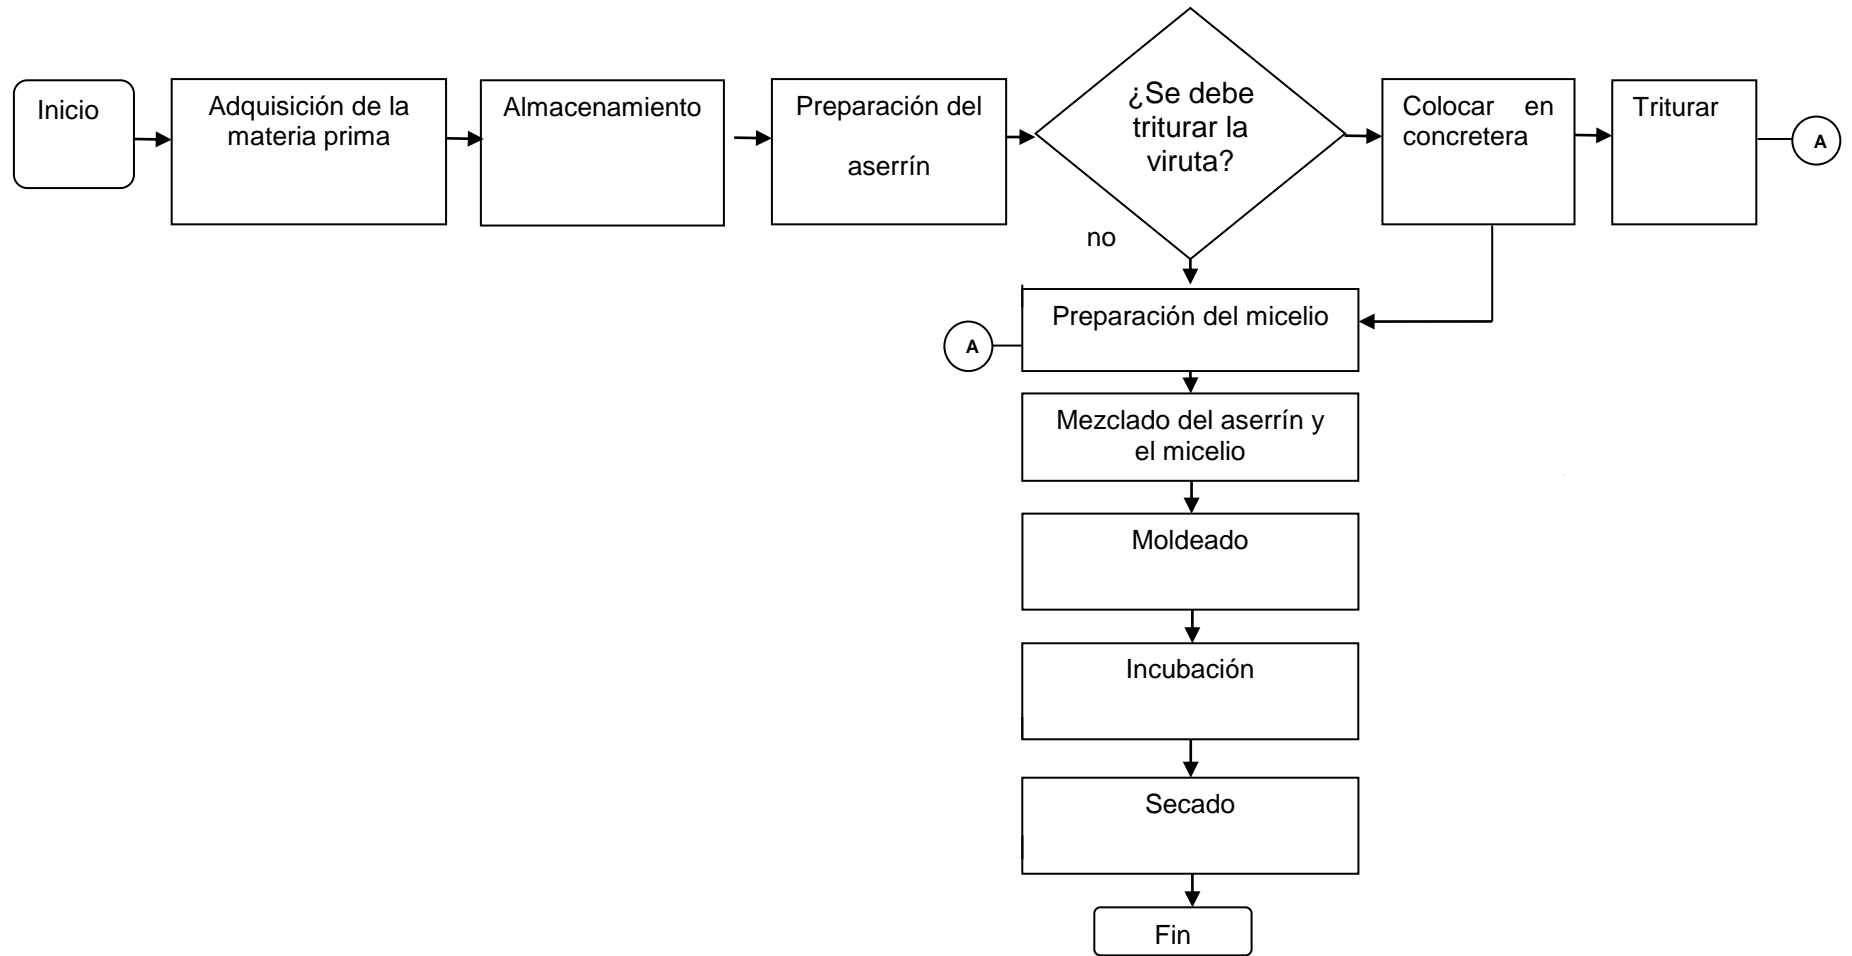 Inicio
Adquisición de la
materia prima
Almacenamiento
Preparación del
aserrín
¿Se debe
triturar la
viruta?
Colocar en
concretera
Triturar
A
no
Preparación del micelio
A
Mezclado del aserrín y
el micelio
Moldeado
Incubación
Secado
Fin